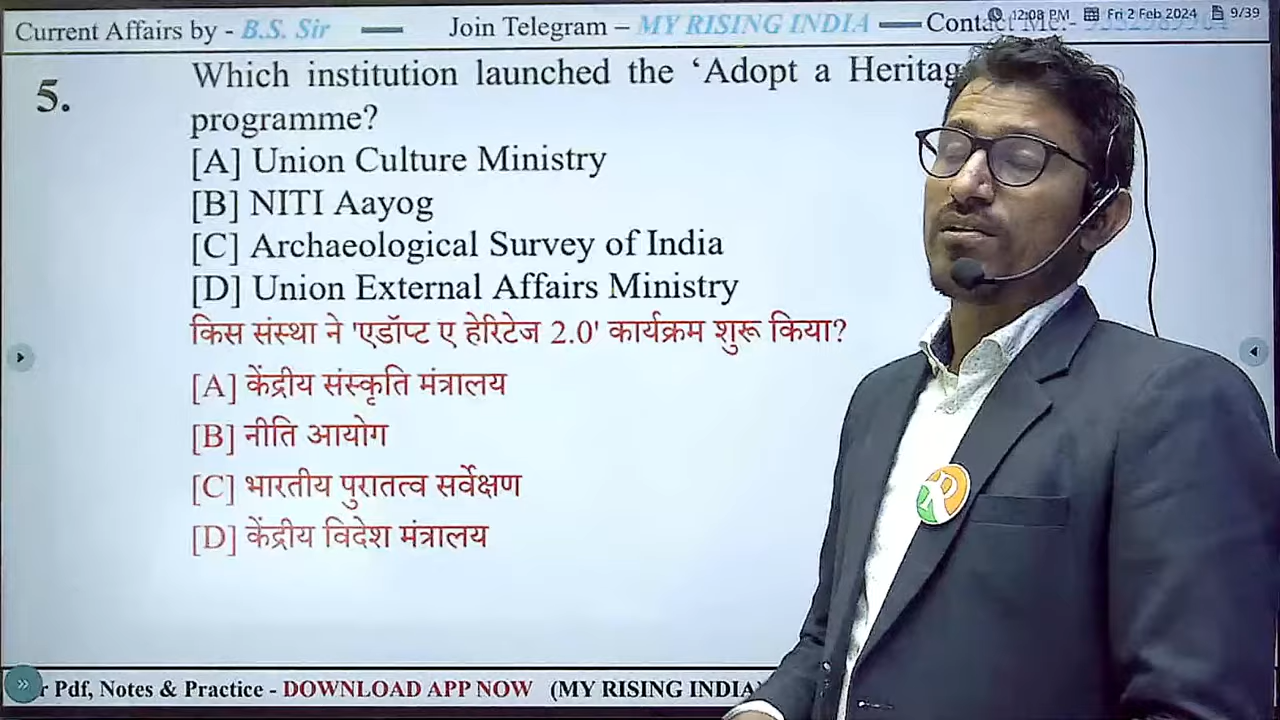 Current Affairs by - B.S. Sir Join Telegram – MY RISING INDIA Contact Me:-
12:08 PM Fri 2 Feb 2024 9/39
5. Which institution launched the ‘Adopt a Heritag
programme?
[A] Union Culture Ministry
[B] NITI Aayog
[C] Archaeological Survey of India
[D] Union External Affairs Ministry
किस संस्था ने 'एडॉप्ट ए हेरिटेज 2.0' कार्यक्रम शुरू किया?
[A] केंद्रीय संस्कृति मंत्रालय
[B] नीति आयोग
[C] भारतीय पुरातत्व सर्वेक्षण
[D] केंद्रीय विदेश मंत्रालय
r Pdf, Notes & Practice - DOWNLOAD APP NOW (MY RISING INDIA